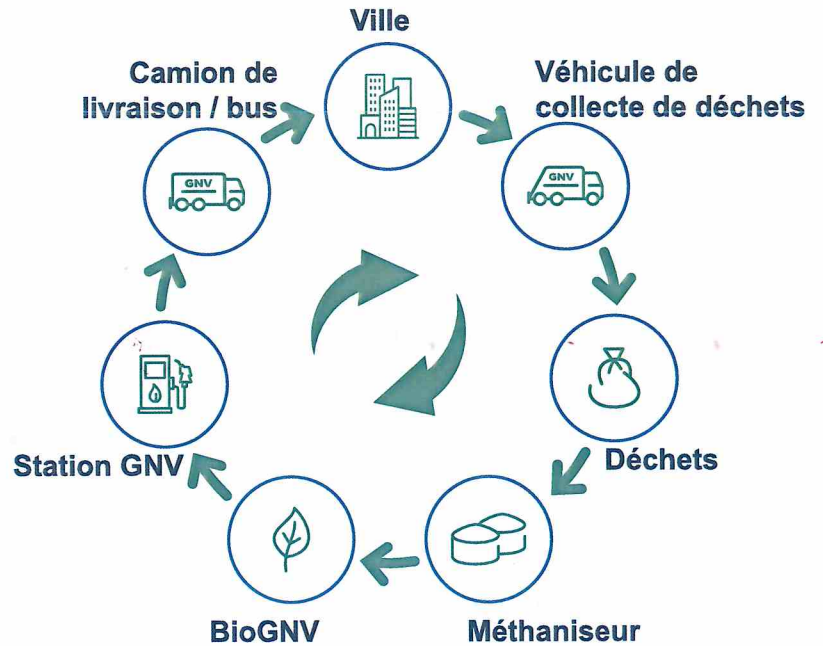 Ville
Camion de
livraison / bus
Véhicule de
collecte de déchets
GNV
GNV
Station GNV
Déchets
BioGNV
Méthaniseur